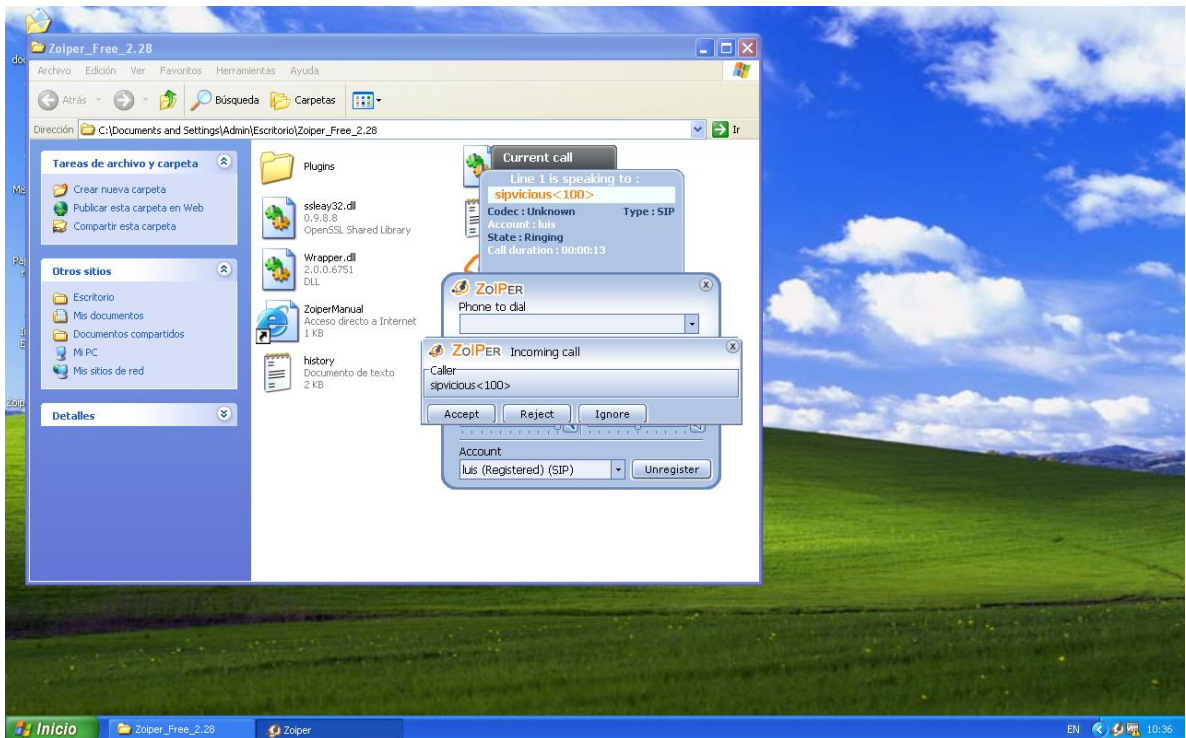 Zoiper_Free_2.28
Archivo Edición Ver Favoritos Herramientas Ayuda
Atrás Búsqueda Carpetas
Dirección C:\Documents and Settings\Admin\Escritorio\Zoiper_Free_2.28 Ir
Tareas de archivo y carpeta
Crear nueva carpeta
Publicar esta carpeta en Web
Compartir esta carpeta
Otros sitios
Escritorio
Mis documentos
Documentos compartidos
Mi PC
Mis sitios de red
Detalles
Plugins
ssleay32.dll
0.9.8.8
OpenSSL Shared Library
Wrapper.dll
2.0.0.6751
DLL
ZoiperManual
Acceso directo a Internet
1 KB
history
Documento de texto
2 KB
Current call
Line 1 is speaking to :
sipvicious<100>
Codec : Unknown Type : SIP
Account : luis
State : Ringing
Call duration : 00:00:13
ZoIPER
Phone to dial
ZoIPER Incoming call
Caller
sipvicious<100>
Accept Reject Ignore
Account
luis (Registered) (SIP) Unregister
Inicio Zoiper_Free_2.28 Zoiper EN 10:36